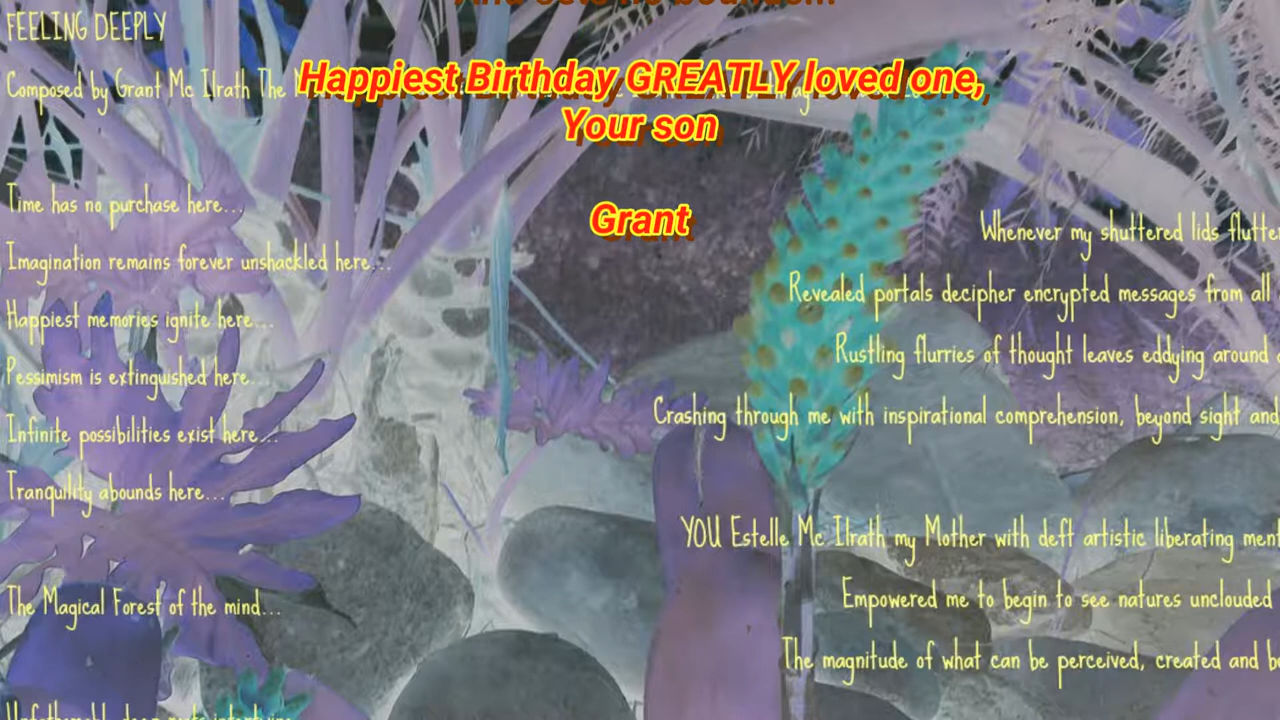 And sets no bounds...
Happiest Birthday GREATLY loved one,
Your son
Grant
FEELING DEEPLY
Composed by Grant Mc Ilrath The
Time has no purchase here...
Imagination remains forever unshackled here...
Happiest memories ignite here...
Pessimism is extinguished here...
Infinite possibilities exist here...
Tranquility abounds here...
The Magical Forest of the mind...
Whenever my shuttered lids flutter
Revealed portals decipher encrypted messages from all
Rustling flurries of thought leaves eddying around
Crashing through me with inspirational comprehension, beyond sight and
YOU Estelle Mc Ilrath my Mother with deft artistic liberating
Empowered me to begin to see natures unclouded
The magnitude of what can be perceived, created and